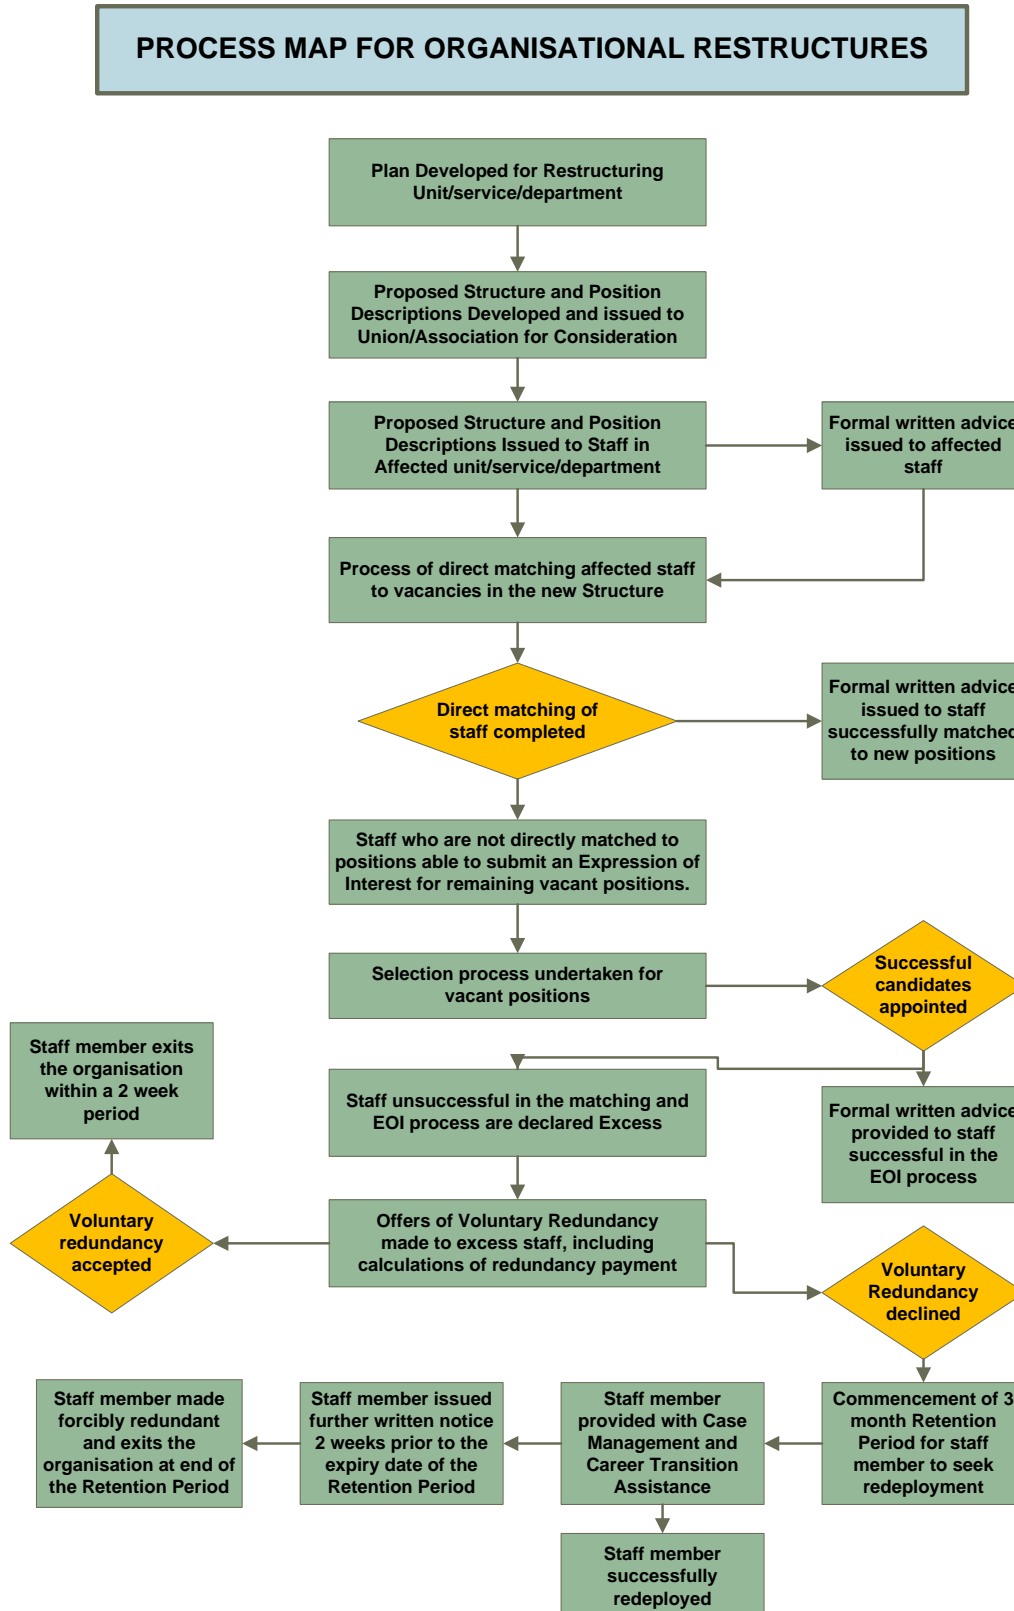 PROCESS MAP FOR ORGANISATIONAL RESTRUCTURES
Plan Developed for Restructuring
Unit/service/department
Proposed Structure and Position
Descriptions Developed and issued to
Union/Association for Consideration
Proposed Structure and Position
Descriptions Issued to Staff in
Affected unit/service/department
Formal written advice
issued to affected
staff
Process of direct matching affected staff
to vacancies in the new Structure
Direct matching of
staff completed
Formal written advice
issued to staff
successfully matched
to new positions
Staff who are not directly matched to
positions able to submit an Expression of
Interest for remaining vacant positions.
Selection process undertaken for
vacant positions
Successful
candidates
appointed
Staff member exits
the organisation
within a 2 week
period
Staff unsuccessful in the matching and
EOI process are declared Excess
Formal written advice
provided to staff
successful in the
EOI process
Voluntary
redundancy
accepted
Offers of Voluntary Redundancy
made to excess staff, including
calculations of redundancy payment
Voluntary
Redundancy
declined
Staff member made
forcibly redundant
and exits the
organisation at end of
the Retention Period
Staff member issued
further written notice
2 weeks prior to the
expiry date of the
Retention Period
Staff member
provided with Case
Management and
Career Transition
Assistance
Commencement of 3
month Retention
Period for staff
member to seek
redeployment
Staff member
successfully
redeployed